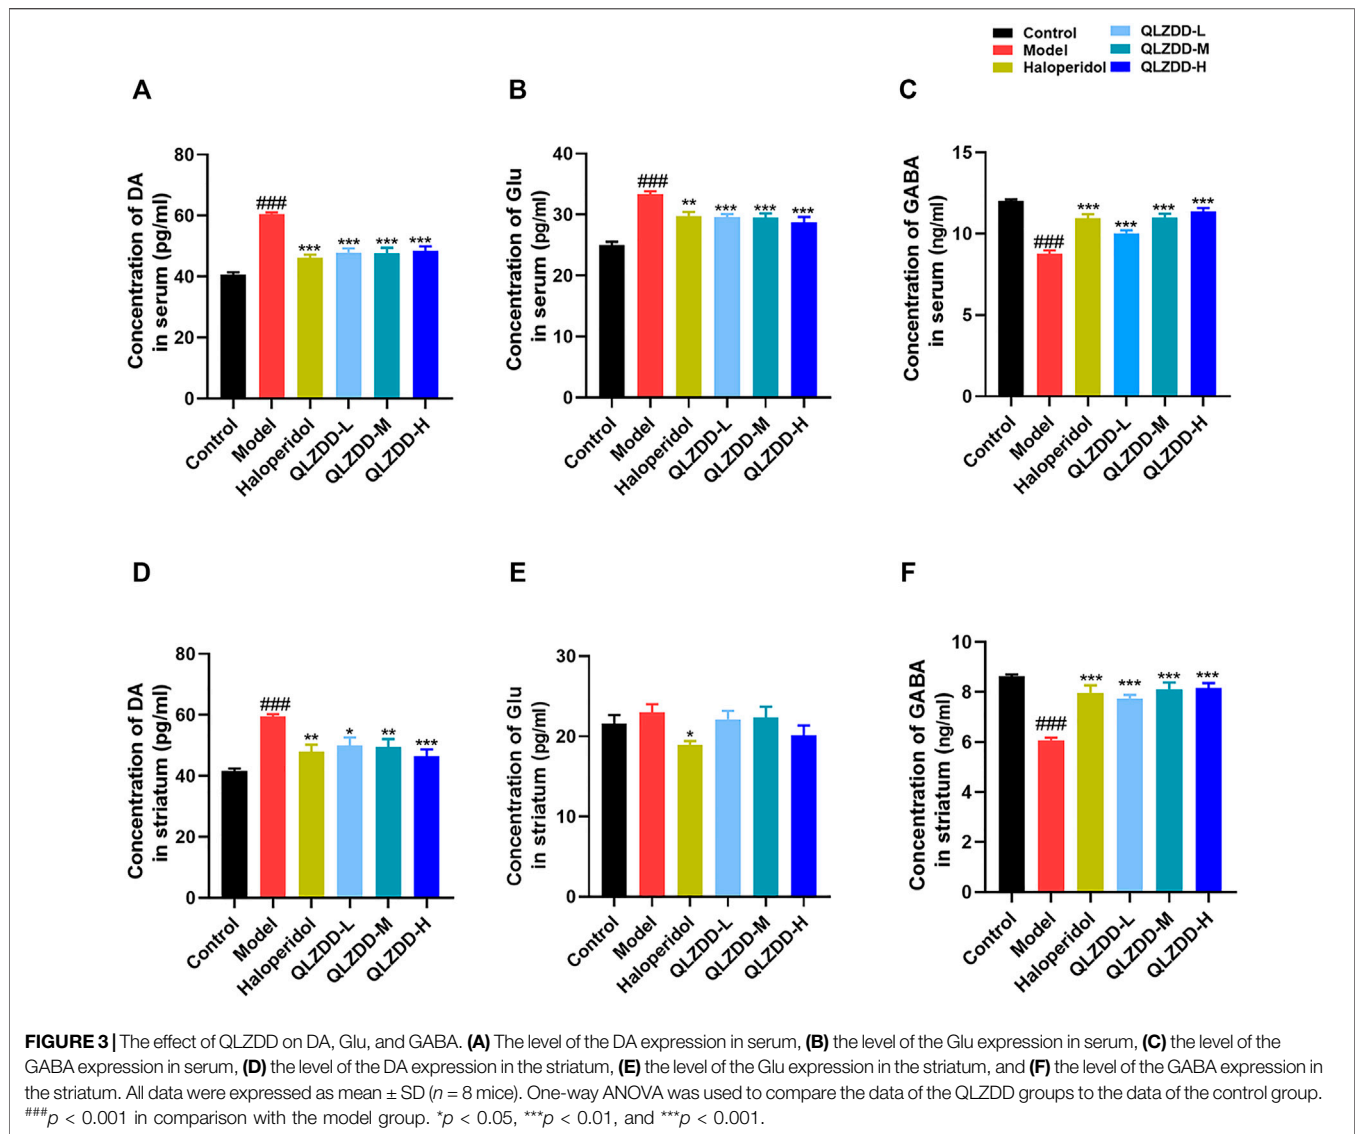 Control
Model
Haloperidol
QLZDD-L
QLZDD-M
QLZDD-H
A
Concentration of DA
in serum (pg/ml)
80
60
40
20
0
###
***
***
***
***
Control
Model
Haloperidol
QLZDD-L
QLZDD-M
QLZDD-H
B
Concentration of Glu
in serum (pg/ml)
40
30
20
10
0
###
**
***
***
***
Control
Model
Haloperidol
QLZDD-L
QLZDD-M
QLZDD-H
C
Concentration of GABA
in serum (ng/ml)
15
10
5
0
###
***
***
***
***
Control
Model
Haloperidol
QLZDD-L
QLZDD-M
QLZDD-H
D
Concentration of DA
in striatum (pg/ml)
80
60
40
20
0
###
**
*
**
***
Control
Model
Haloperidol
QLZDD-L
QLZDD-M
QLZDD-H
E
Concentration of Glu
in striatum (pg/ml)
30
20
10
0
*
Control
Model
Haloperidol
QLZDD-L
QLZDD-M
QLZDD-H
F
Concentration of GABA
in striatum (ng/ml)
10
8
6
4
2
0
###
***
***
***
***
Control
Model
Haloperidol
QLZDD-L
QLZDD-M
QLZDD-H
FIGURE 3 | The effect of QLZDD on DA, Glu, and GABA. (A) The level of the DA expression in serum, (B) the level of the Glu expression in serum, (C) the level of the
GABA expression in serum, (D) the level of the DA expression in the striatum, (E) the level of the Glu expression in the striatum, and (F) the level of the GABA expression in
the striatum. All data were expressed as mean ± SD (n = 8 mice). One-way ANOVA was used to compare the data of the QLZDD groups to the data of the control group.
###p < 0.001 in comparison with the model group. *p < 0.05, ***p < 0.01, and ***p < 0.001.